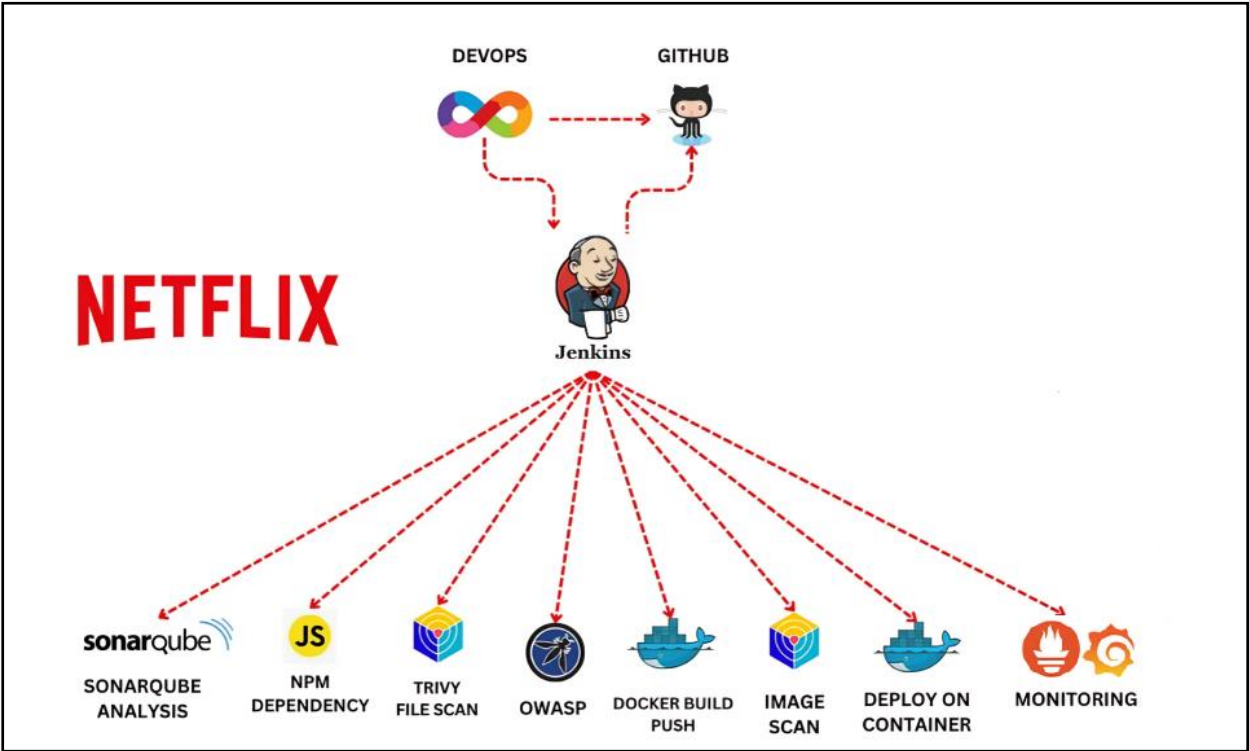 DEVOPS
GITHUB
NETFLIX
Jenkins
sonarqube
JS
SONARQUBE
ANALYSIS
NPM
DEPENDENCY
TRIVY
FILE SCAN
OWASP
DOCKER BUILD
PUSH
IMAGE
SCAN
DEPLOY ON
CONTAINER
MONITORING